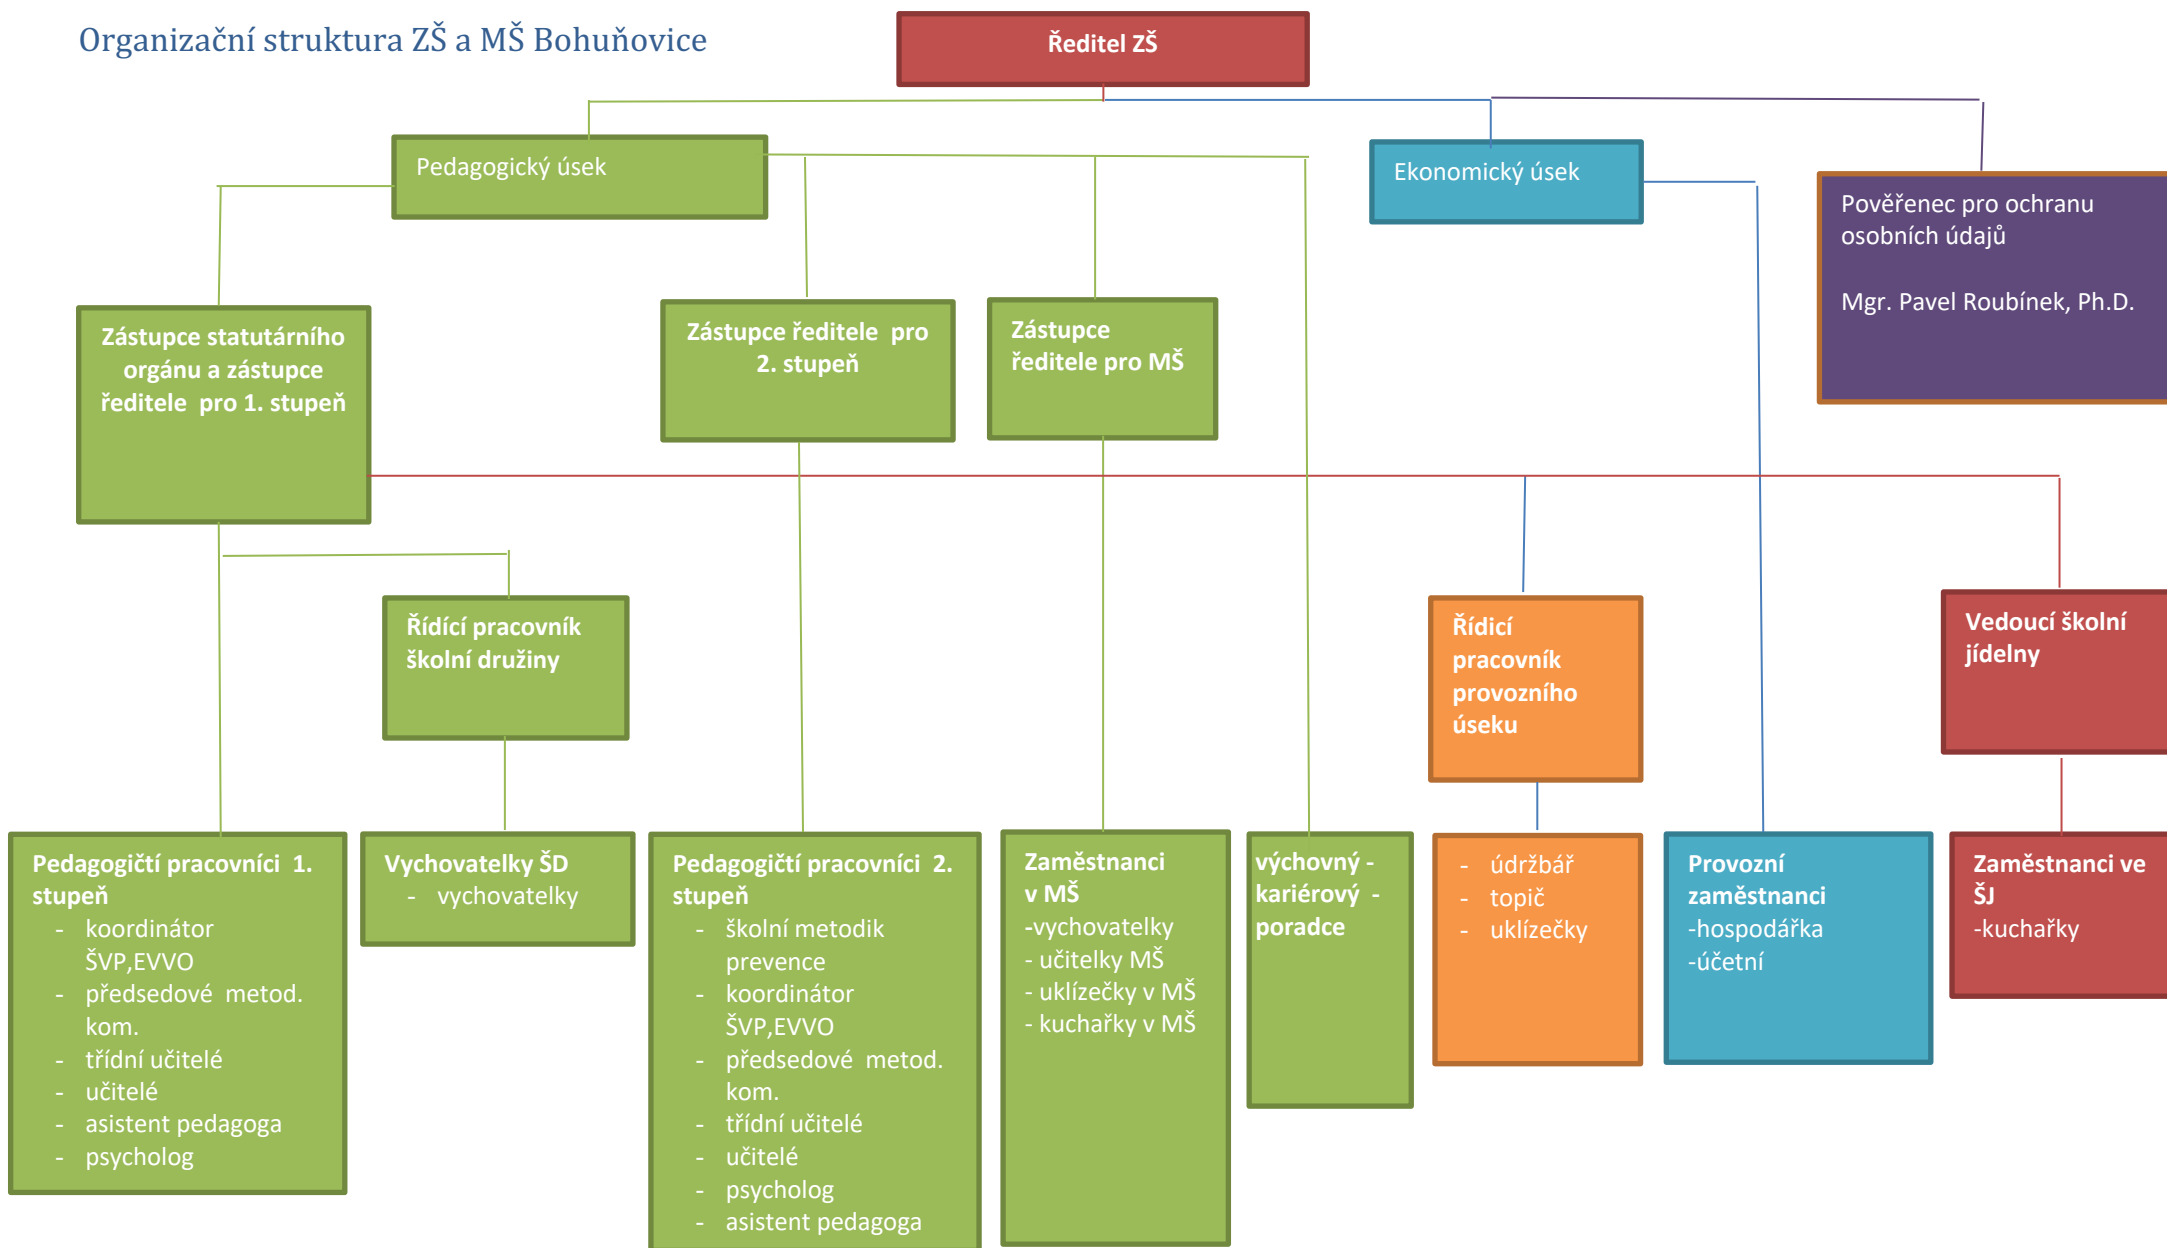 Organizační struktura ZŠ a MŠ Bohuňovice
Ředitel ZŠ
Pedagogický úsek
Ekonomický úsek
Pověřenec pro ochranu
osobních údajů
Mgr. Pavel Roubínek, Ph.D.
Zástupce statutárního
orgánu a zástupce
ředitele  pro 1. stupeň
Zástupce ředitele  pro
2. stupeň
Zástupce
ředitele pro MŠ
Řídící pracovník
školní družiny
Řídicí
pracovník
provozního
úseku
Vedoucí školní
jídelny
Pedagogičtí pracovníci  1.
stupeň
- koordinátor
ŠVP,EVVO
- předsedové  metod.
kom.
- třídní učitelé
- učitelé
- asistent pedagoga
- psycholog
Vychovatelky ŠD
- vychovatelky
Pedagogičtí pracovníci  2.
stupeň
- školní metodik
prevence
- koordinátor
ŠVP,EVVO
- předsedové  metod.
kom.
- třídní učitelé
- učitelé
- psycholog
- asistent pedagoga
Zaměstnanci
v MŠ
-vychovatelky
- učitelky MŠ
- uklízečky v MŠ
- kuchařky v MŠ
výchovný -
kariérový  -
poradce
- údržbář
- topič
- uklízečky
Provozní
zaměstnanci
-hospodářka
-účetní
Zaměstnanci ve
ŠJ
-kuchařky